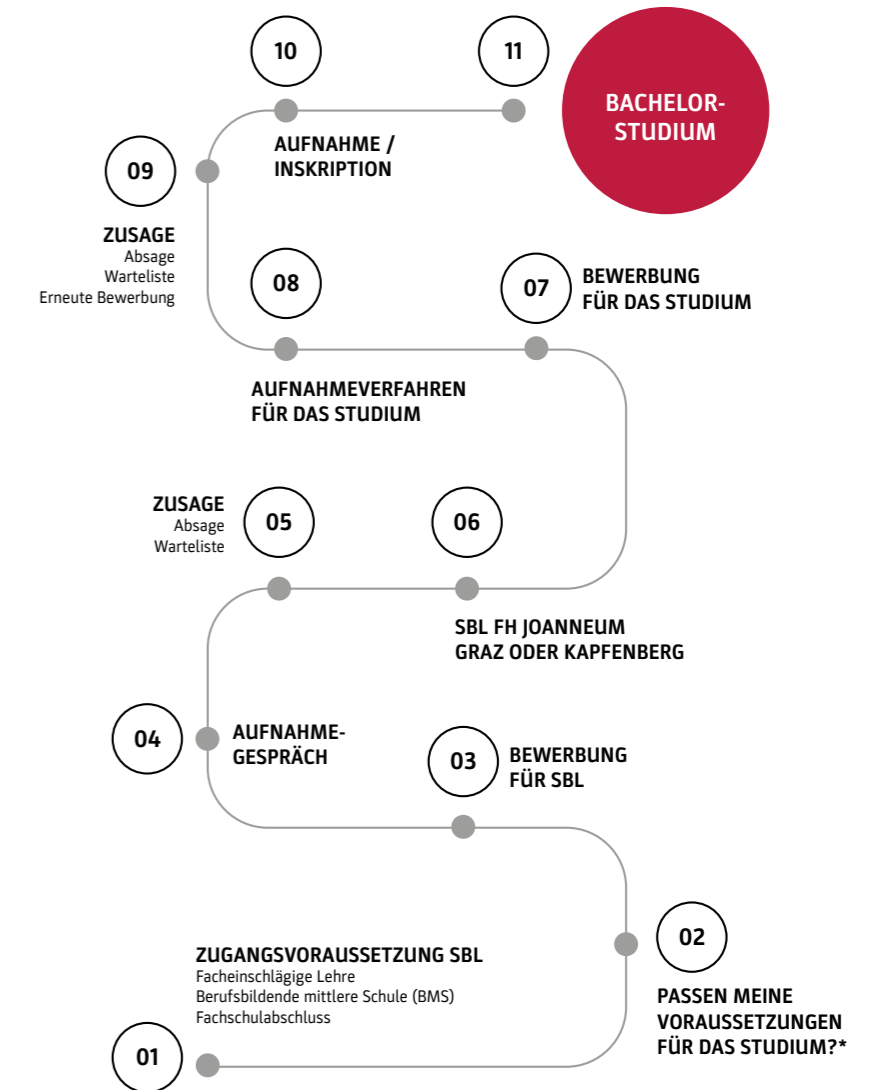 10
11
BACHELOR-
STUDIUM
AUFNAHME /
INSKRIPTION
09
ZUSAGE
Absage
Warteliste
Erneute Bewerbung
08
07
BEWERBUNG
FÜR DAS STUDIUM
AUFNAHMEVERFAHREN
FÜR DAS STUDIUM
ZUSAGE
Absage
Warteliste
05
06
SBL FH JOANNEUM
GRAZ ODER KAPFENBERG
04
AUFNAHME-
GESPRÄCH
03
BEWERBUNG
FÜR SBL
02
PASSEN MEINE
VORAUSSETZUNGEN
FÜR DAS STUDIUM?*
ZUGANGSVORAUSSETZUNG SBL
Facheinschlägige Lehre
Berufsbildende mittlere Schule (BMS)
Fachschulabschluss
01